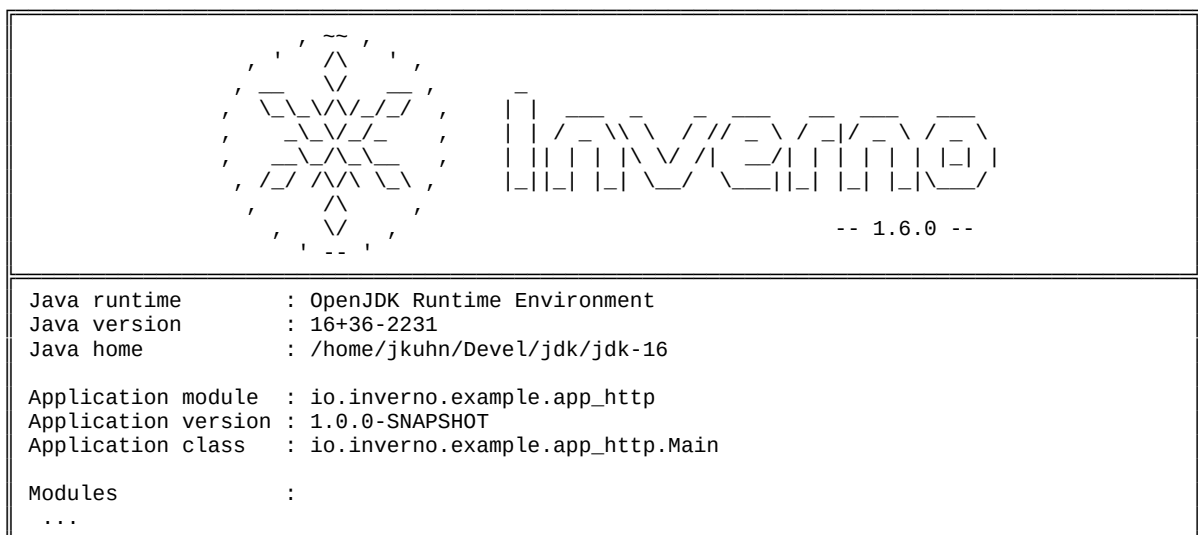 Inverno
-- 1.6.0 --
Java runtime : OpenJDK Runtime Environment
Java version : 16+36-2231
Java home : /home/jkuhn/Devel/jdk/jdk-16
Application module : io.inverno.example.app_http
Application version : 1.0.0-SNAPSHOT
Application class : io.inverno.example.app_http.Main
Modules :
...